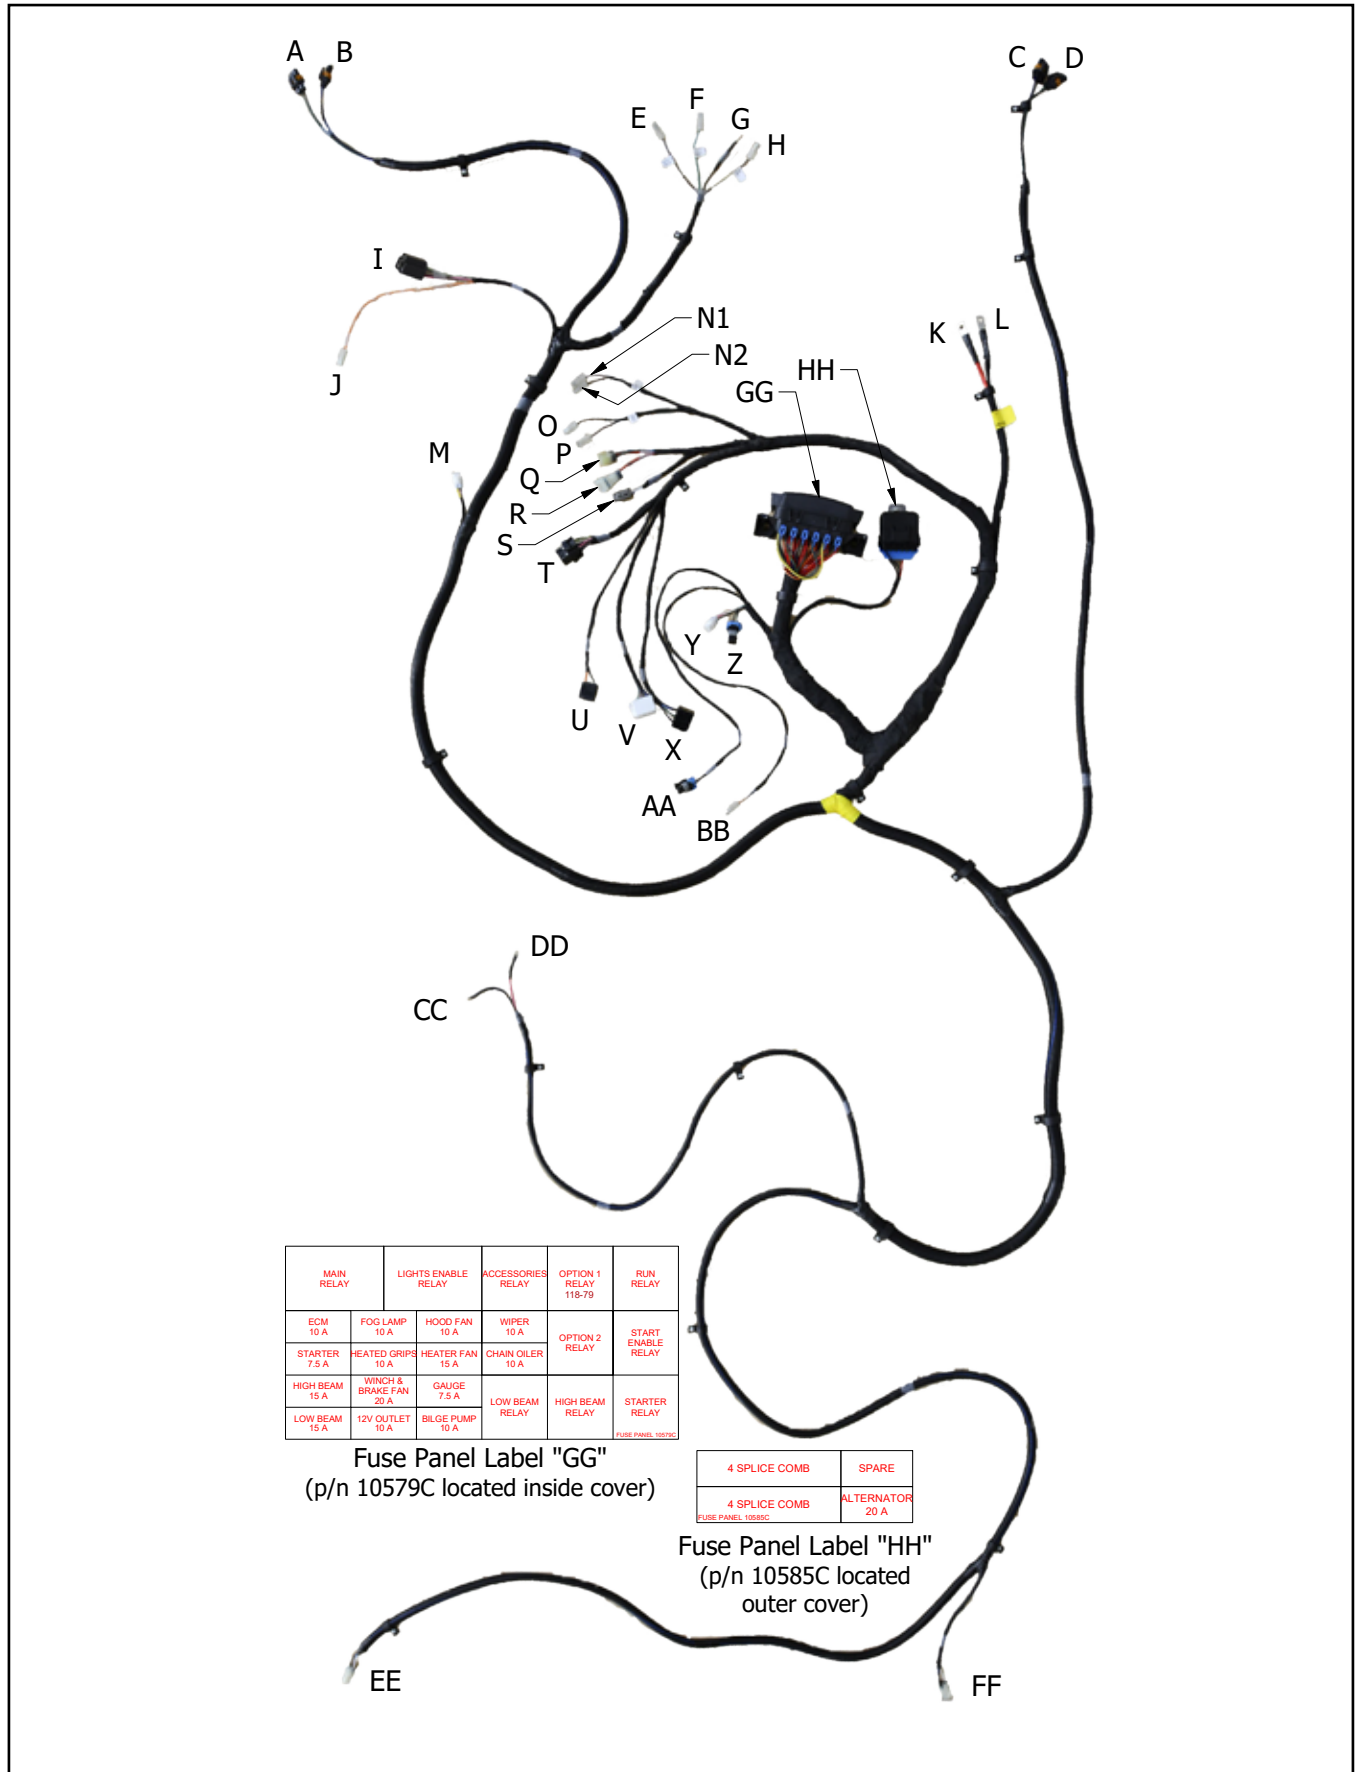 A B
C D
E F G H
I
J
K L
N1
N2
HH
GG
M
O
P
Q
R
S
T
Y
Z
U
V
X
AA
BB
DD
CC
MAIN
RELAY
LIGHTS ENABLE
RELAY
ACCESSORIES
RELAY
OPTION 1
RELAY
118-79
RUN
RELAY
ECM
10 A
FOG LAMP
10 A
HOOD FAN
10 A
WIPER
10 A
OPTION 2
RELAY
START
ENABLE
RELAY
STARTER
7.5 A
HEATED GRIPS
10 A
HEATER FAN
15 A
CHAIN OILER
10 A
HIGH BEAM
15 A
WINCH &
BRAKE FAN
20 A
GAUGE
7.5 A
LOW BEAM
RELAY
HIGH BEAM
RELAY
STARTER
RELAY
LOW BEAM
15 A
12V OUTLET
10 A
BILGE PUMP
10 A
FUSE PANEL 10579C
Fuse Panel Label "GG"
(p/n 10579C located inside cover)
4 SPLICE COMB
SPARE
4 SPLICE COMB
ALTERNATOR
20 A
FUSE PANEL 10585C
Fuse Panel Label "HH"
(p/n 10585C located
outer cover)
EE
FF